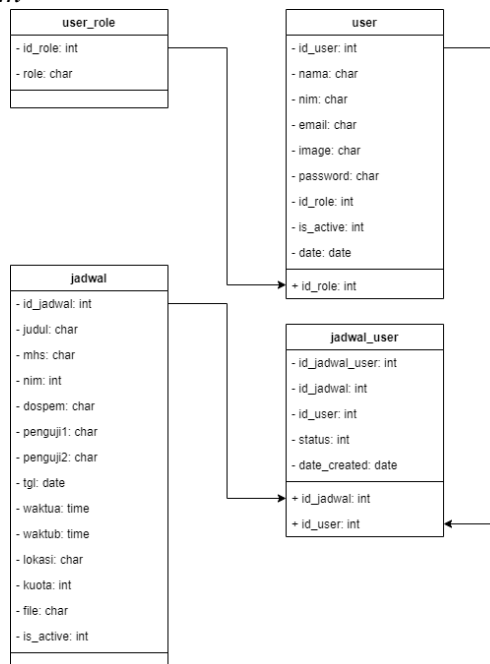 m
user_role
- id_role: int
- role: char
user
- id_user: int
- nama: char
- nim: char
- email: char
- image: char
- password: char
- id_role: int
- is_active: int
- date: date
+ id_role: int
jadwal
- id_jadwal: int
- judul: char
- mhs: char
- nim: int
- dospem: char
- penguji1: char
- penguji2: char
- tgl: date
- waktua: time
- waktub: time
- lokasi: char
- kuota: int
- file: char
- is_active: int
jadwal_user
- id_jadwal_user: int
- id_jadwal: int
- id_user: int
- status: int
- date_created: date
+ id_jadwal: int
+ id_user: int